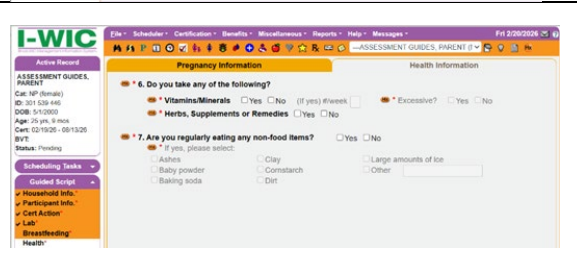 I-WIC
File Scheduler Certification Benefits Miscellaneous Reports Help Messages Fri 2/20/2026
---ASSESSMENT GUIDES, PARENT (
Active Record
ASSESSMENT GUIDES, PARENT
Cat: NP (female)
ID: 301 539 446
DOB: 5/1/2000
Age: 25 yrs, 9 mos
Cert: 02/19/26 - 08/13/26
BVT:
Status: Pending
Scheduling Tasks
Guided Script
Household Info.*
Participant Info.*
Cert Action*
Lab*
Breastfeeding*
Health*
Pregnancy Information
Health Information
* 6. Do you take any of the following?
* Vitamins/Minerals Yes No (If yes) #/week * Excessive? Yes No
* Herbs, Supplements or Remedies Yes No
* 7. Are you regularly eating any non-food items? Yes No
* If yes, please select:
Ashes Clay Large amounts of Ice
Baby powder Cornstarch Other
Baking soda Dirt